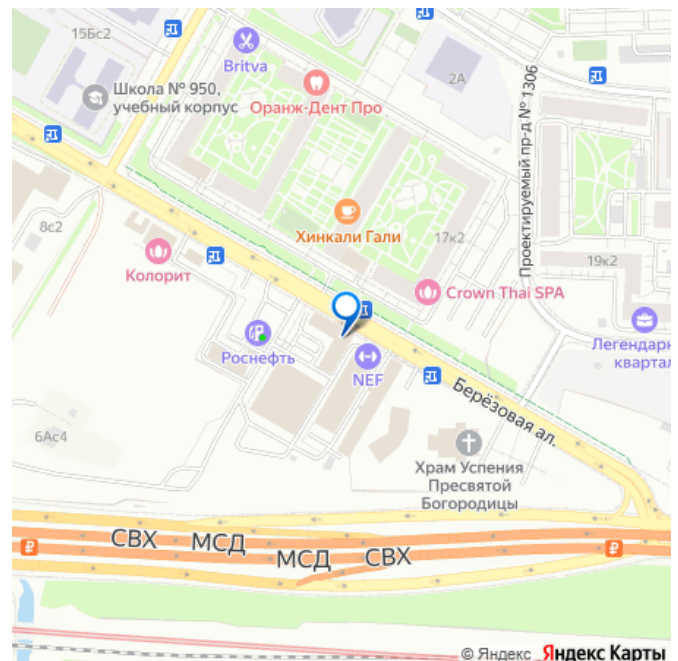 15Бс2
Britva
2А
Школа № 950,
учебный корпус
Оранж-Дент Про
Проектируемый пр-д № 1306
8с2
Хинкали Гали
17к2
19к2
Колорит
Crown Thai SPA
Роснефть
NEF
Легендарн
квартал
Берёзовая ал.
6Ас4
Храм Успения
Пресвятой
Богородицы
СВХ МСД МСД СВХ
© Яндекс Яндекс Карты